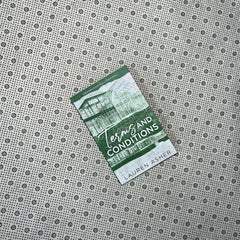 Terms AND
CONDITIONS
LAUREN ASHER